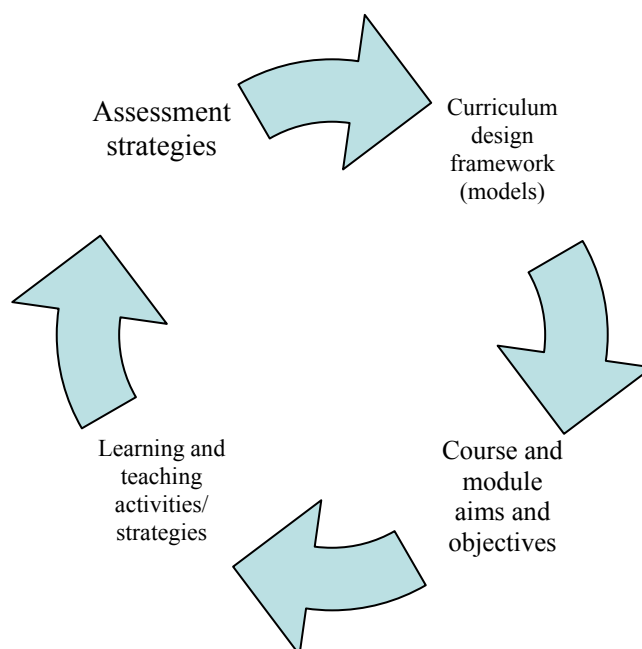 Assessment
strategies
Curriculum
design
framework
(models)
Course and
module
aims and
objectives
Learning and
teaching
activities/
strategies